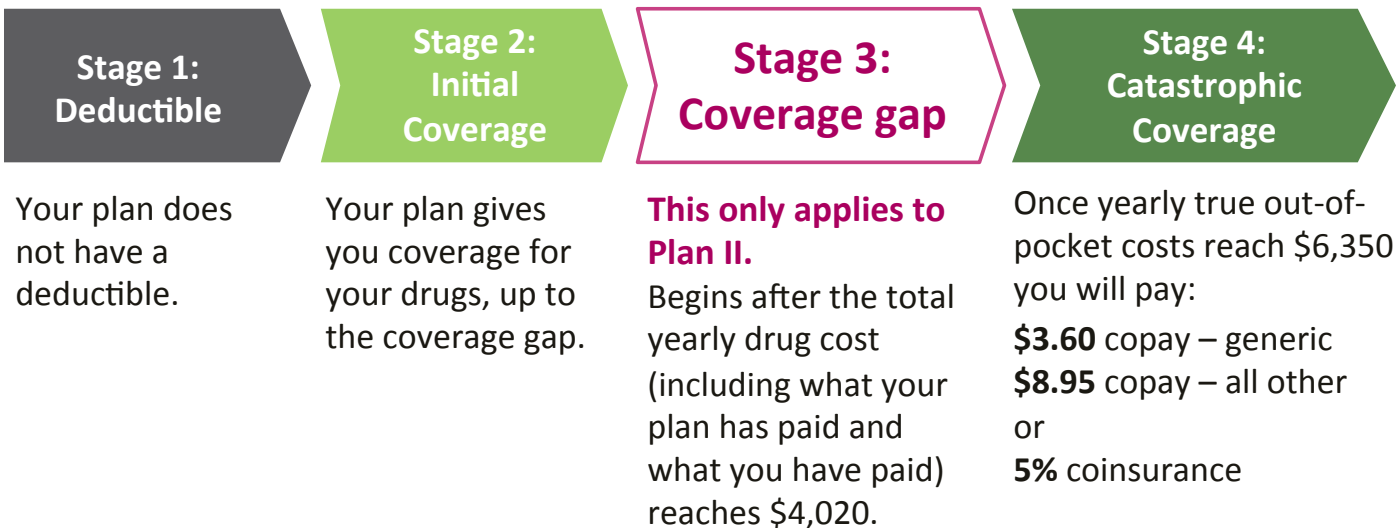 Stage 1:
Deductible
Your plan does
not have a
deductible.
Stage 2:
Initial
Coverage
Your plan gives
you coverage for
your drugs, up to
the coverage gap.
Stage 3:
Coverage gap
This only applies to
Plan II.
Begins after the total
yearly drug cost
(including what your
plan has paid and
what you have paid)
reaches $4,020.
Stage 4:
Catastrophic
Coverage
Once yearly true out-of-
pocket costs reach $6,350
you will pay:
$3.60 copay – generic
$8.95 copay – all other
or
5% coinsurance